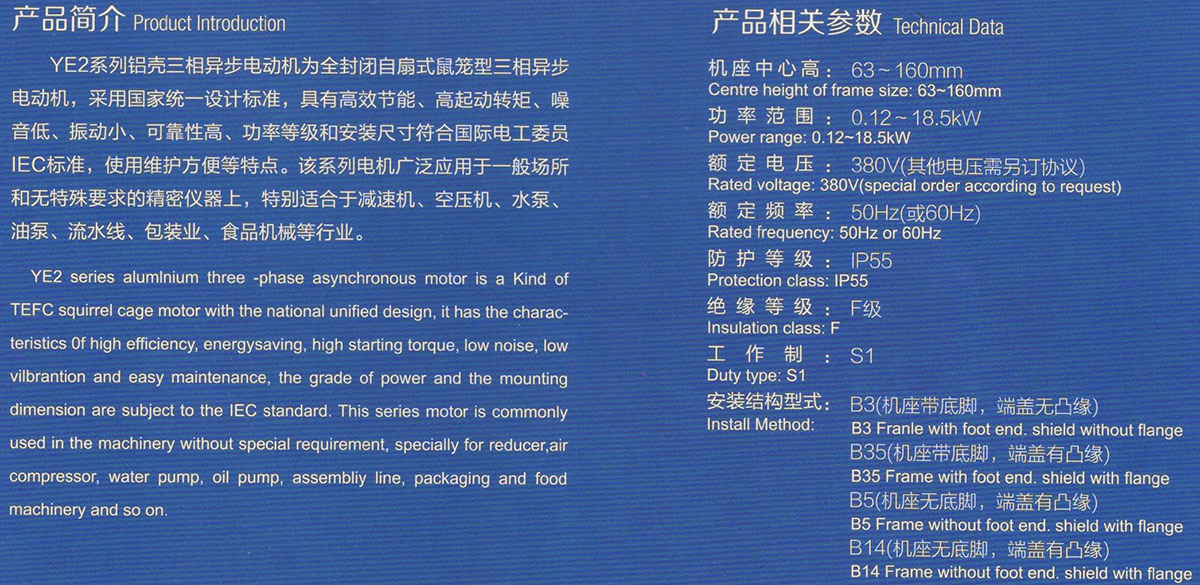 产品简介 Product Introduction
YE2系列铝壳三相异步电动机为全封闭自扇式鼠笼型三相异步
电动机，采用国家统一设计标准，具有高效节能、高起动转矩、噪
音低、振动小、可靠性高、功率等级和安装尺寸符合国际电工委员
IEC标准，使用维护方便等特点。该系列电机广泛应用于一般场所
和无特殊要求的精密仪器上，特别适合于减速机、空压机、水泵、
油泵、流水线、包装业、食品机械等行业。
YE2 series alumlnium three -phase asynchronous motor is a Kind of
TEFC squirrel cage motor with the national unified design, it has the charac-
teristics 0f high efficiency, energysaving, high starting torque, low noise, low
vilbrantion and easy maintenance, the grade of power and the mounting
dimension are subject to the IEC standard. This series motor is commonly
used in the machinery without special requirement, specially for reducer,air
compressor, water pump, oil pump, assembliy line, packaging and food
machinery and so on.
产品相关参数 Technical Data
机座中心高： 63~160mm
Centre height of frame size: 63~160mm
功率范围： 0.12~18.5kW
Power range: 0.12~18.5kW
额定电压： 380V(其他电压需另订协议)
Rated voltage: 380V(special order according to request)
额定频率： 50Hz(或60Hz)
Rated frequency: 50Hz or 60Hz
防护等级： IP55
Protection class: IP55
绝缘等级： F级
Insulation class: F
工作制： S1
Duty type: S1
安装结构型式： B3(机座带底脚，端盖无凸缘)
Install Method: B3 Franle with foot end. shield without flange
B35(机座带底脚，端盖有凸缘)
B35 Frame with foot end. shield with flange
B5(机座无底脚，端盖有凸缘)
B5 Frame without foot end. shield with flange
B14(机座无底脚，端盖有凸缘)
B14 Frame without foot end. shield with flange